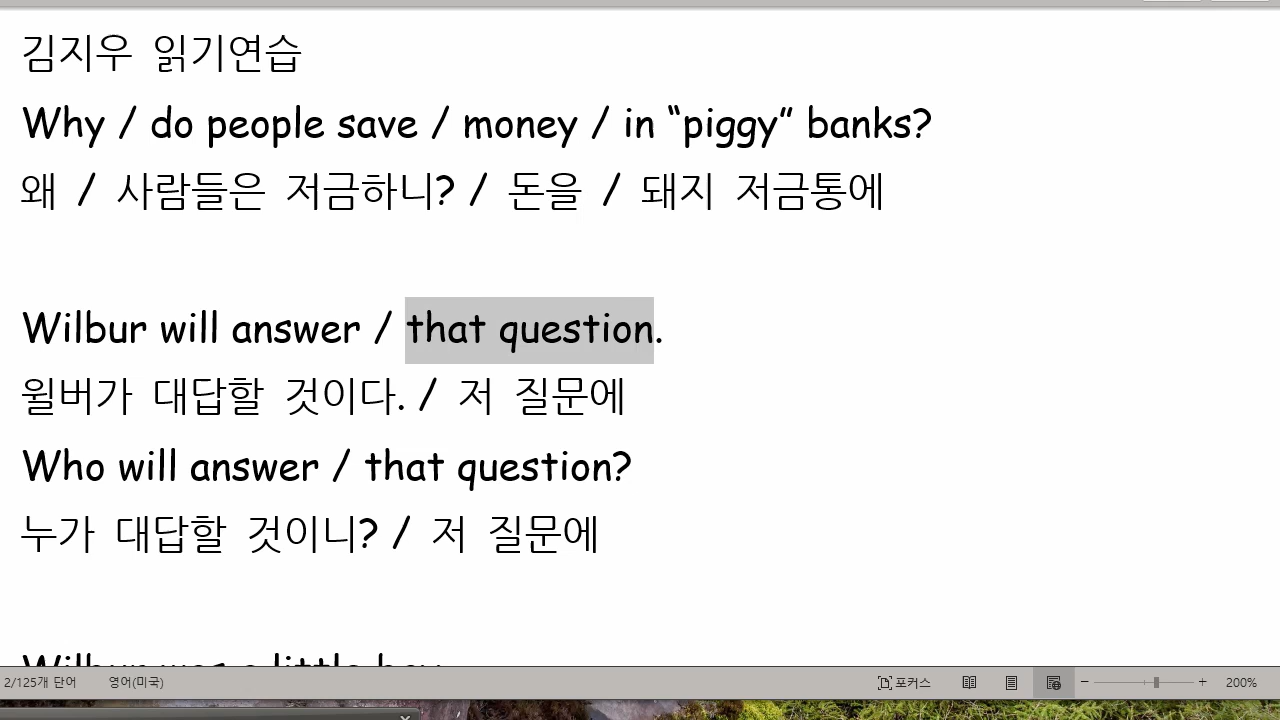 김지우 읽기연습
Why / do people save / money / in “piggy” banks?
왜 / 사람들은 저금하니? / 돈을 / 돼지 저금통에
Wilbur will answer / that question.
윌버가 대답할 것이다. / 저 질문에
Who will answer / that question?
누가 대답할 것이니? / 저 질문에
Wilbur was a little boy
2/125개 단어 영어(미국) 포커스 200%